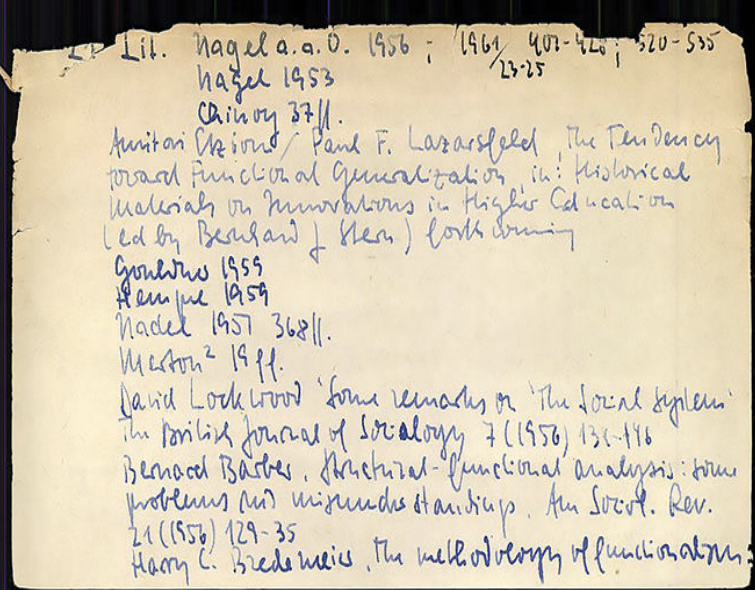 Lit. Nagel a.a.O. 1956; 1961, 401-428; 520-535
23-25
Nagel 1953
Chinoy 37ff.
Amitai Etzioni / Paul F. Lazarsfeld, The Tendency
toward Functional Generalization, in: Historical
Materials on Innovations in Higher Education
(ed by Bernhard J Stern) forthcoming
Gouldner 1959
Hempel 1959
Nadel 1957 368ff.
Merton² 19ff.
David Lockwood 'Some remarks on 'The Social System'
The British Journal of Sociology 7 (1956) 134-146
Bernard Barber, Structural-functional analysis: some
problems and misunderstandings, Am Sociol. Rev.
21 (1956) 129-35
Harry C. Bredemeier, The methodology of functionalism: